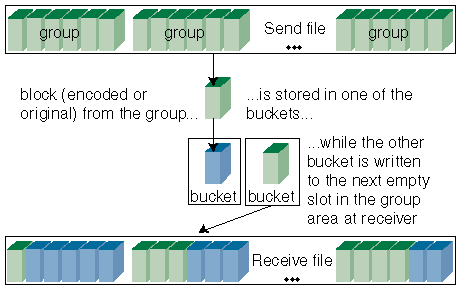 group
group
Send file
...
group
block (encoded or
original) from the group...
...is stored in one of the
buckets...
bucket
bucket
...while the other
bucket is written
to the next empty
slot in the group
area at receiver
Receive file
...